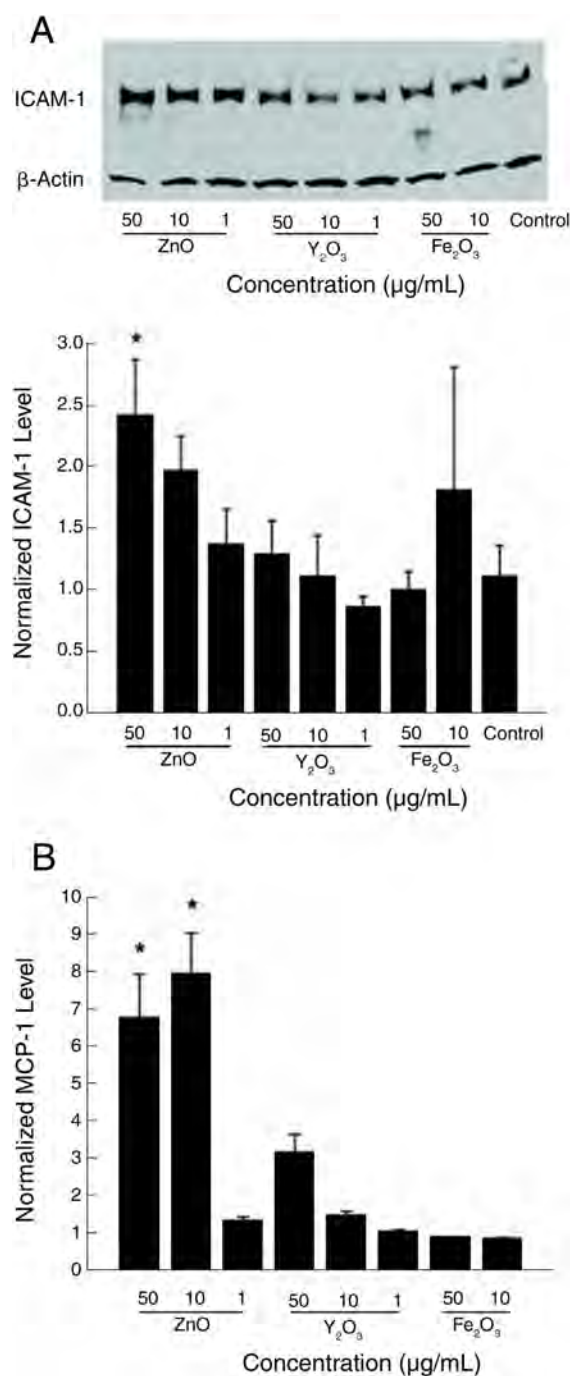 A
ICAM-1
β-Actin
50 10 1 50 10 1 50 10 Control
ZnO Y₂O₃ Fe₂O₃
Concentration (µg/mL)
*
3.0
2.5
2.0
1.5
1.0
0.5
0.0
Normalized ICAM-1 Level
50 10 1 50 10 1 50 10 Control
ZnO Y₂O₃ Fe₂O₃
Concentration (µg/mL)
B
* *
10
9
8
7
6
5
4
3
2
1
0
Normalized MCP-1 Level
50 10 1 50 10 1 50 10
ZnO Y₂O₃ Fe₂O₃
Concentration (µg/mL)